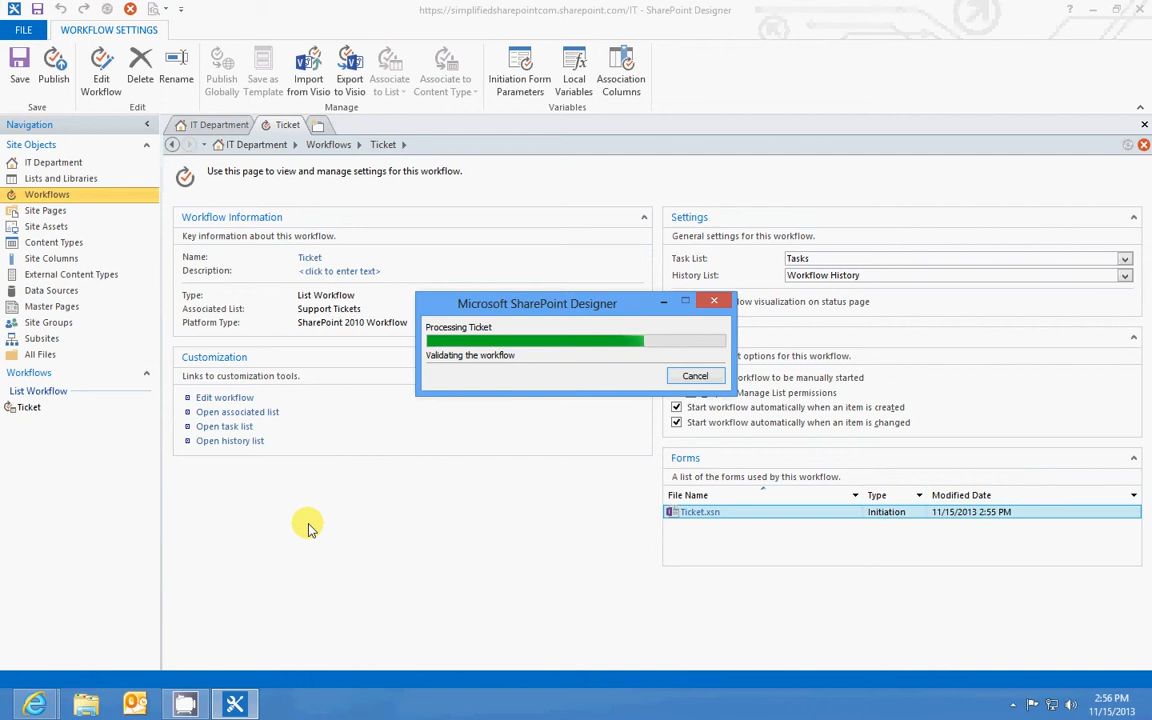 https://simplifiedsharepointcom.sharepoint.com/IT - SharePoint Designer
FILE
WORKFLOW SETTINGS
Save
Publish
Edit Workflow
Delete
Rename
Publish Globally
Save as Template
Import from Visio
Export to Visio
Associate to List
Associate to Content Type
Initiation Form Parameters
Local Variables
Association Columns
Save
Edit
Manage
Variables
Navigation
IT Department
Ticket
Site Objects
IT Department
Workflows
Ticket
IT Department
Lists and Libraries
Workflows
Site Pages
Site Assets
Content Types
Site Columns
External Content Types
Data Sources
Master Pages
Site Groups
Subsites
All Files
Workflows
List Workflow
Ticket
Use this page to view and manage settings for this workflow.
Workflow Information
Key information about this workflow.
Name: Ticket
Description: <click to enter text>
Type: List Workflow
Associated List: Support Tickets
Platform Type: SharePoint 2010 Workflow
Customization
Links to customization tools.
Edit workflow
Open associated list
Open task list
Open history list
Settings
General settings for this workflow.
Task List: Tasks
History List: Workflow History
ow visualization on status page
t options for this workflow.
rkflow to be manually started
Manage List permissions
Start workflow automatically when an item is created
Start workflow automatically when an item is changed
Forms
A list of the forms used by this workflow.
File Name Type Modified Date
Ticket.xsn Initiation 11/15/2013 2:55 PM
Microsoft SharePoint Designer
Processing Ticket
Validating the workflow
Cancel
2:56 PM
11/15/2013